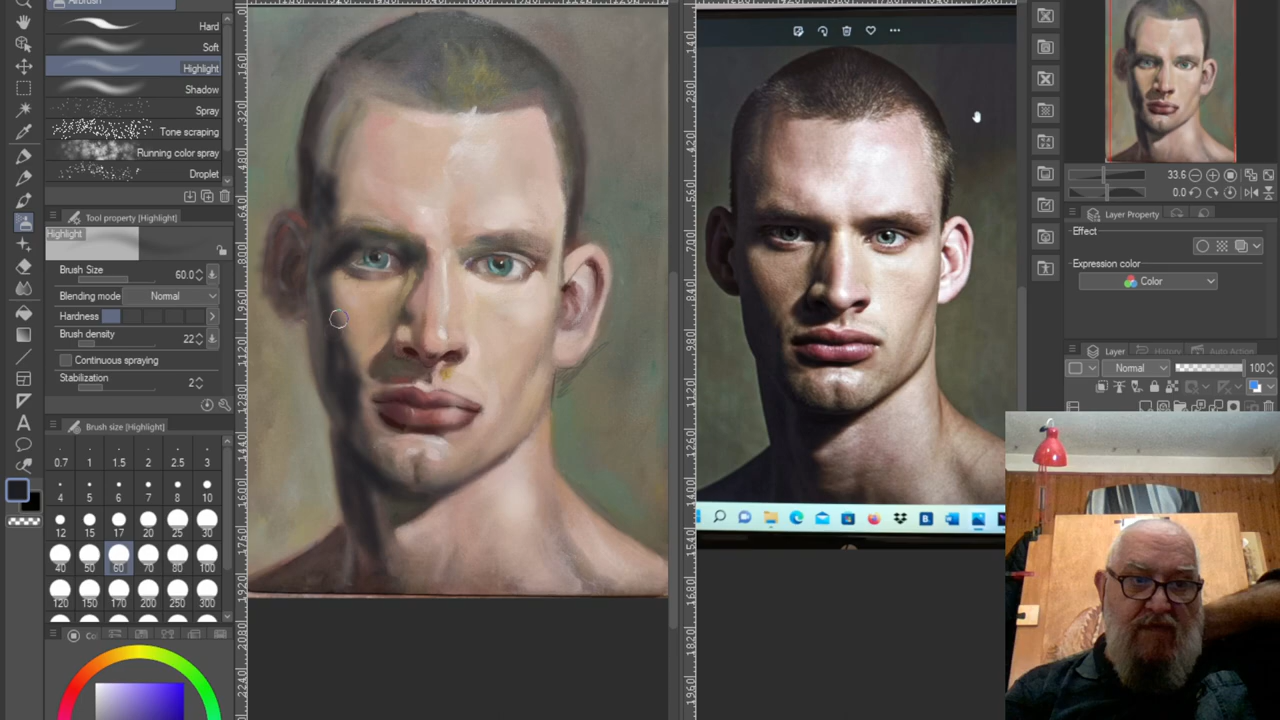 Airbrush
Hard
Soft
Highlight
Shadow
Spray
Tone scraping
Running color spray
Droplet
Tool property [Highlight]
Highlight
Brush Size 60.0
Blending mode Normal
Hardness
Brush density 22
Continuous spraying
Stabilization 2
Brush size [Highlight]
0.7 1 1.5 2 2.5 3
4 5 6 7 8 10
12 15 17 20 25 30
40 50 60 70 80 100
120 150 170 200 250 300
33.6
0.0
Layer Property
Effect
Expression color
Color
Layer History Auto Action
Normal 100